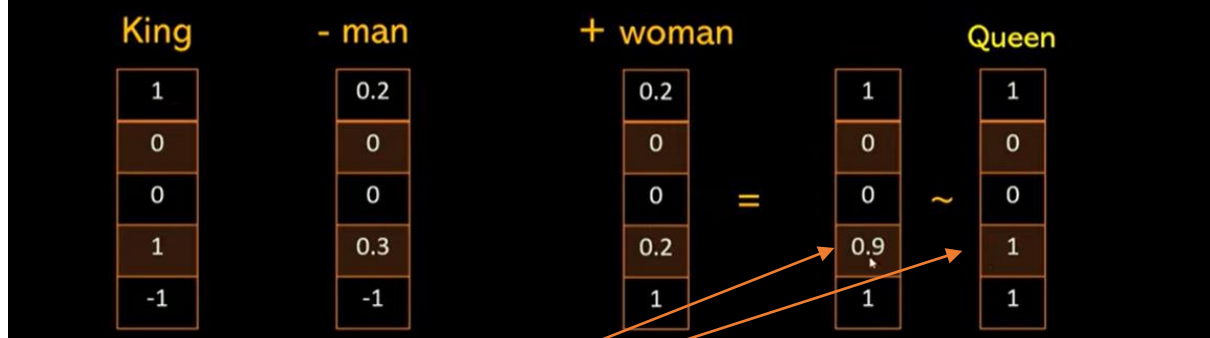 King - man + woman Queen
1 0.2 0.2 1 1
0 0 0 0 0
0 0 0 = 0 ~ 0
1 0.3 0.2 0.9 1
-1 -1 1 1 1